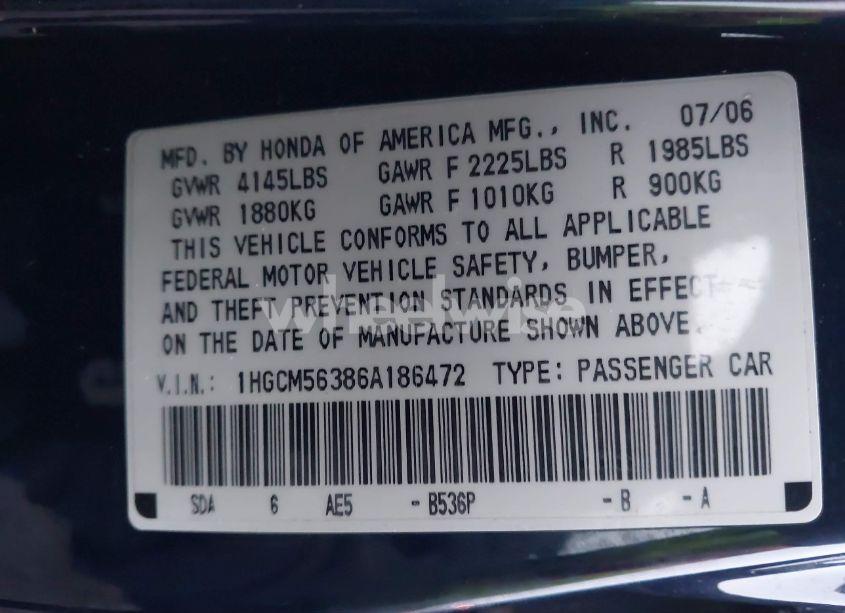 MFD. BY HONDA OF AMERICA MFG., INC. 07/06
GVWR 4145LBS GAWR F 2225LBS R 1985LBS
GVWR 1880KG GAWR F 1010KG R 900KG
THIS VEHICLE CONFORMS TO ALL APPLICABLE
FEDERAL MOTOR VEHICLE SAFETY, BUMPER,
AND THEFT PREVENTION STANDARDS IN EFFECT
wheelwise
ON THE DATE OF MANUFACTURE SHOWN ABOVE.
V.I.N.: 1HGCM56386A186472 TYPE: PASSENGER CAR
SDA 6 AE5 -B536P -B -A